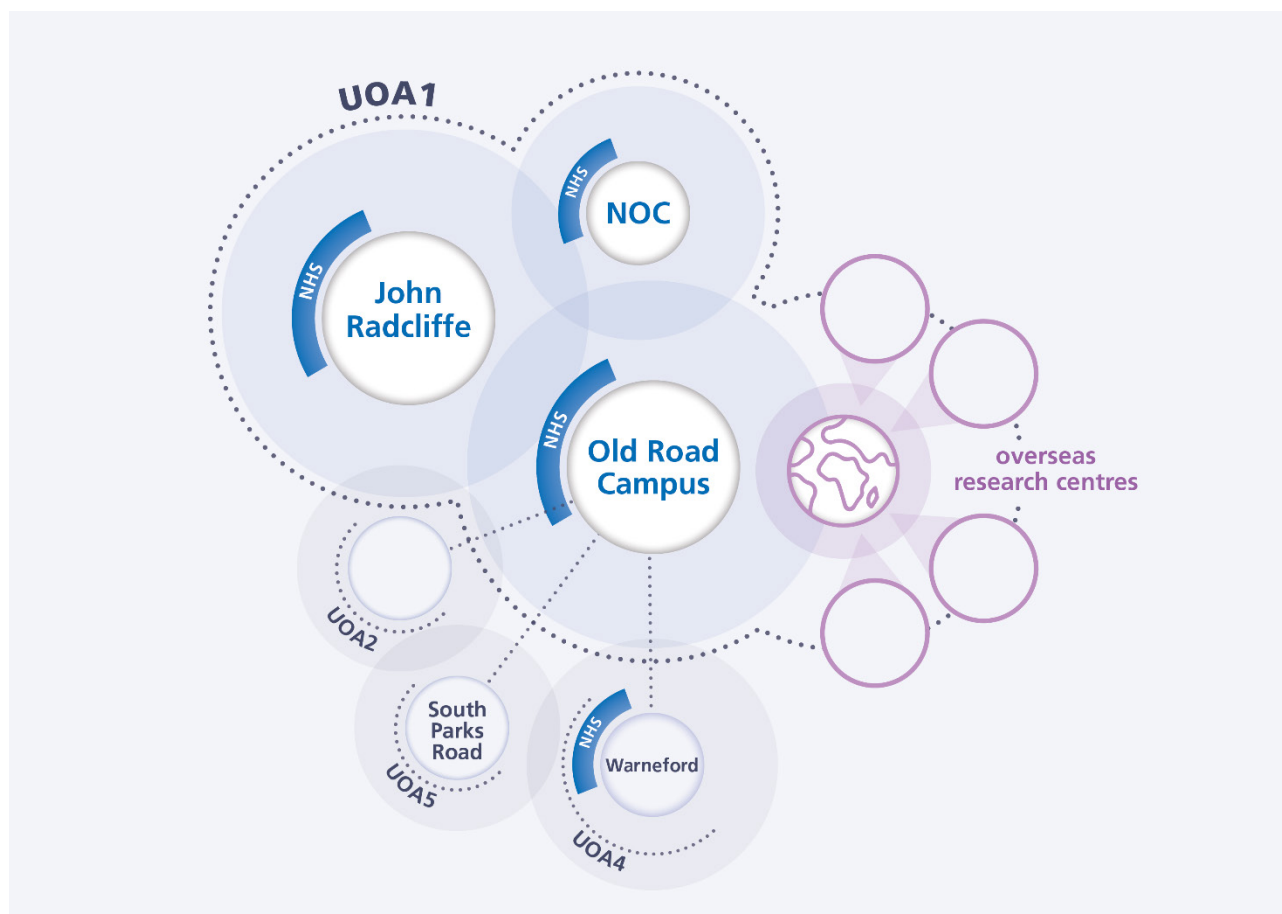 UOA1
NHS
NOC
NHS
John
Radcliffe
NHS
Old Road
Campus
overseas
research centres
UOA2
South
Parks
Road
UOA5
NHS
Warneford
UOA4